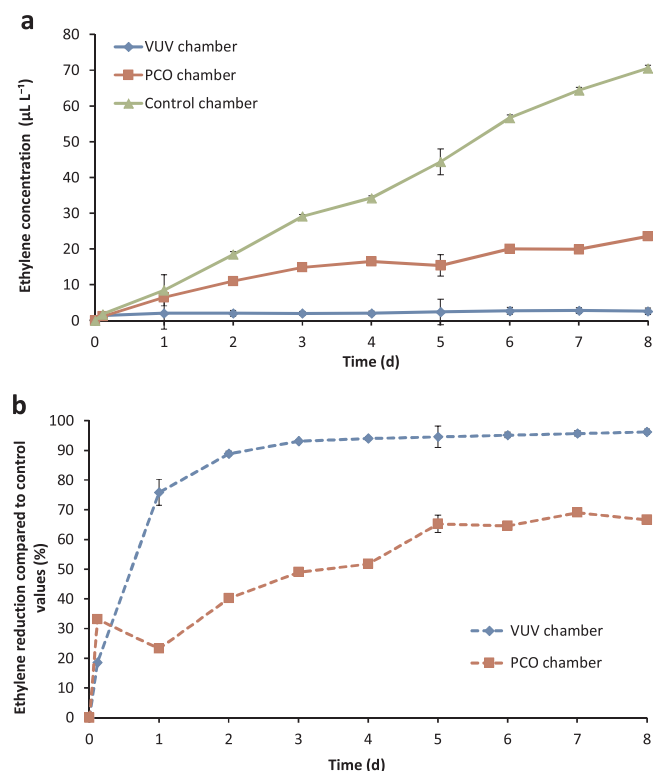 a
Ethylene concentration (µL L⁻¹)
80
70
60
50
40
30
20
10
0
VUV chamber
PCO chamber
Control chamber
0 1 2 3 4 5 6 7 8
Time (d)
b
Ethylene reduction compared to control
values (%)
100
90
80
70
60
50
40
30
20
10
0
VUV chamber
PCO chamber
0 1 2 3 4 5 6 7 8
Time (d)